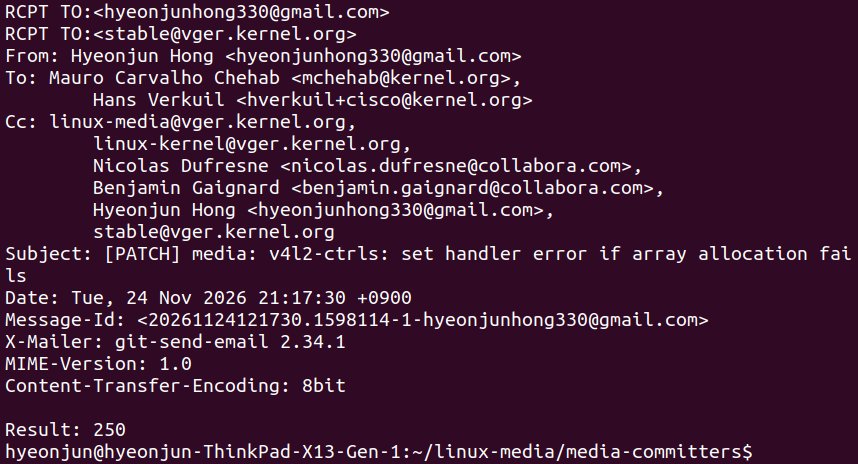 RCPT TO:<hyeonjunhong330@gmail.com>
RCPT TO:<stable@vger.kernel.org>
From: Hyeonjun Hong <hyeonjunhong330@gmail.com>
To: Mauro Carvalho Chehab <mchehab@kernel.org>,
        Hans Verkuil <hverkuil+cisco@kernel.org>
Cc: linux-media@vger.kernel.org,
        linux-kernel@vger.kernel.org,
        Nicolas Dufresne <nicolas.dufresne@collabora.com>,
        Benjamin Gaignard <benjamin.gaignard@collabora.com>,
        Hyeonjun Hong <hyeonjunhong330@gmail.com>,
        stable@vger.kernel.org
Subject: [PATCH] media: v4l2-ctrls: set handler error if array allocation fai
ls
Date: Tue, 24 Nov 2026 21:17:30 +0900
Message-Id: <20261124121730.1598114-1-hyeonjunhong330@gmail.com>
X-Mailer: git-send-email 2.34.1
MIME-Version: 1.0
Content-Transfer-Encoding: 8bit

Result: 250
hyeonjun@hyeonjun-ThinkPad-X13-Gen-1:~/linux-media/media-committers$